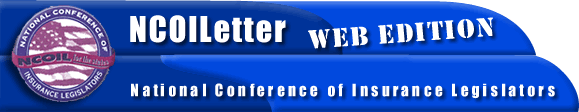 NATIONAL CONFERENCE OF
NCOIL
INSURANCE LEGISLATORS
NCOILetter WEB EDITION
National Conference of Insurance Legislators